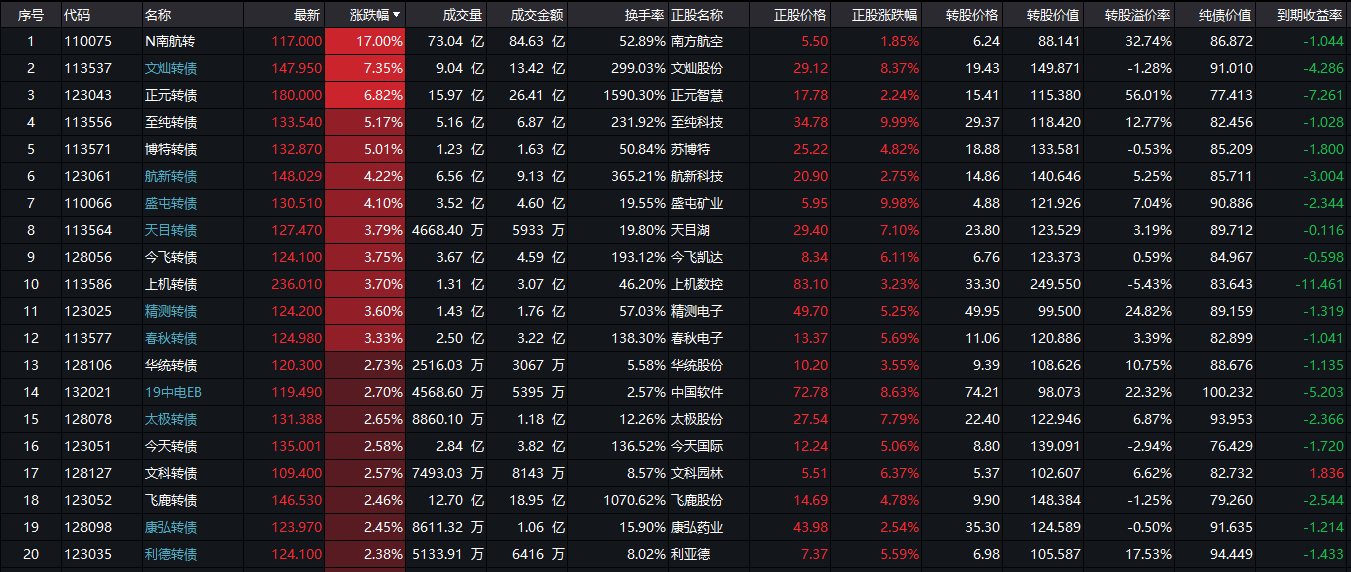 序号 代码 名称 最新 涨跌幅 成交量 成交金额 换手率 正股名称 正股价格 正股涨跌幅 转股价格 转股价值 转股溢价率 纯债价值 到期收益率
1 110075 N南航转 117.000 17.00% 73.04 亿 84.63 亿 52.89% 南方航空 5.50 1.85% 6.24 88.141 32.74% 86.872 -1.044
2 113537 文灿转债 147.950 7.35% 9.04 亿 13.42 亿 299.03% 文灿股份 29.12 8.37% 19.43 149.871 -1.28% 91.010 -4.286
3 123043 正元转债 180.000 6.82% 15.97 亿 26.41 亿 1590.30% 正元智慧 17.78 2.24% 15.41 115.380 56.01% 77.413 -7.261
4 113556 至纯转债 133.540 5.17% 5.16 亿 6.87 亿 231.92% 至纯科技 34.78 9.99% 29.37 118.420 12.77% 82.456 -1.028
5 113571 博特转债 132.870 5.01% 1.23 亿 1.63 亿 50.84% 苏博特 25.22 4.82% 18.88 133.581 -0.53% 85.209 -1.800
6 123061 航新转债 148.029 4.22% 6.56 亿 9.13 亿 365.21% 航新科技 20.90 2.75% 14.86 140.646 5.25% 85.711 -3.004
7 110066 盛屯转债 130.510 4.10% 3.52 亿 4.60 亿 19.55% 盛屯矿业 5.95 9.98% 4.88 121.926 7.04% 90.886 -2.344
8 113564 天目转债 127.470 3.79% 4668.40 万 5933 万 19.80% 天目湖 29.40 7.10% 23.80 123.529 3.19% 89.712 -0.116
9 128056 今飞转债 124.100 3.75% 3.67 亿 4.59 亿 193.12% 今飞凯达 8.34 6.11% 6.76 123.373 0.59% 84.967 -0.598
10 113586 上机转债 236.010 3.70% 1.31 亿 3.07 亿 46.20% 上机数控 83.10 3.23% 33.30 249.550 -5.43% 83.643 -11.461
11 123025 精测转债 124.200 3.60% 1.43 亿 1.76 亿 57.03% 精测电子 49.70 5.25% 49.95 99.500 24.82% 89.159 -1.319
12 113577 春秋转债 124.980 3.33% 2.50 亿 3.22 亿 138.30% 春秋电子 13.37 5.69% 11.06 120.886 3.39% 82.899 -1.041
13 128106 华统转债 120.300 2.73% 2516.03 万 3067 万 5.58% 华统股份 10.20 3.55% 9.39 108.626 10.75% 88.676 -1.135
14 132021 19中电EB 119.490 2.70% 4568.60 万 5395 万 2.57% 中国软件 72.78 8.63% 74.21 98.073 22.32% 100.232 -5.203
15 128078 太极转债 131.388 2.65% 8860.10 万 1.18 亿 12.26% 太极股份 27.54 7.79% 22.40 122.946 6.87% 93.953 -2.366
16 123051 今天转债 135.001 2.58% 2.84 亿 3.82 亿 136.52% 今天国际 12.24 5.06% 8.80 139.091 -2.94% 76.429 -1.720
17 128127 文科转债 109.400 2.57% 7493.03 万 8143 万 8.57% 文科园林 5.51 6.37% 5.37 102.607 6.62% 82.732 1.836
18 123052 飞鹿转债 146.530 2.46% 12.70 亿 18.95 亿 1070.62% 飞鹿股份 14.69 4.78% 9.90 148.384 -1.25% 79.260 -2.544
19 128098 康弘转债 123.970 2.45% 8611.32 万 1.06 亿 15.90% 康弘药业 43.98 2.54% 35.30 124.589 -0.50% 91.635 -1.214
20 123035 利德转债 124.100 2.38% 5133.91 万 6416 万 8.02% 利亚德 7.37 5.59% 6.98 105.587 17.53% 94.449 -1.433